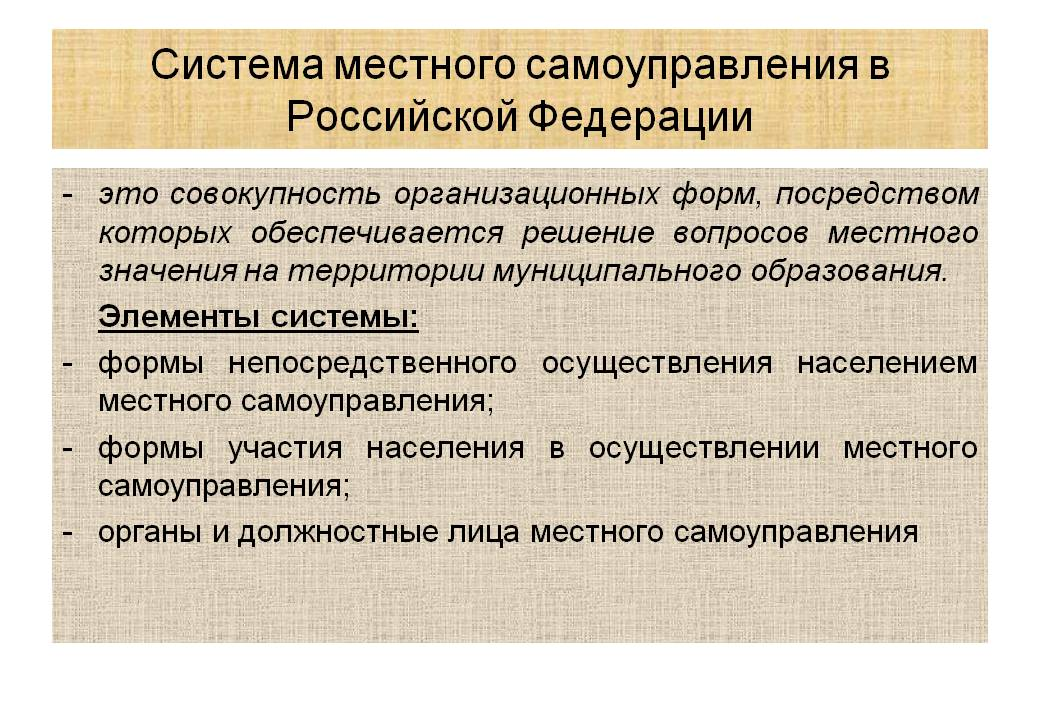 Система местного самоуправления в
Российской Федерации
- это совокупность организационных форм, посредством
которых обеспечивается решение вопросов местного
значения на территории муниципального образования.
Элементы системы:
- формы непосредственного осуществления населением
местного самоуправления;
- формы участия населения в осуществлении местного
самоуправления;
- органы и должностные лица местного самоуправления